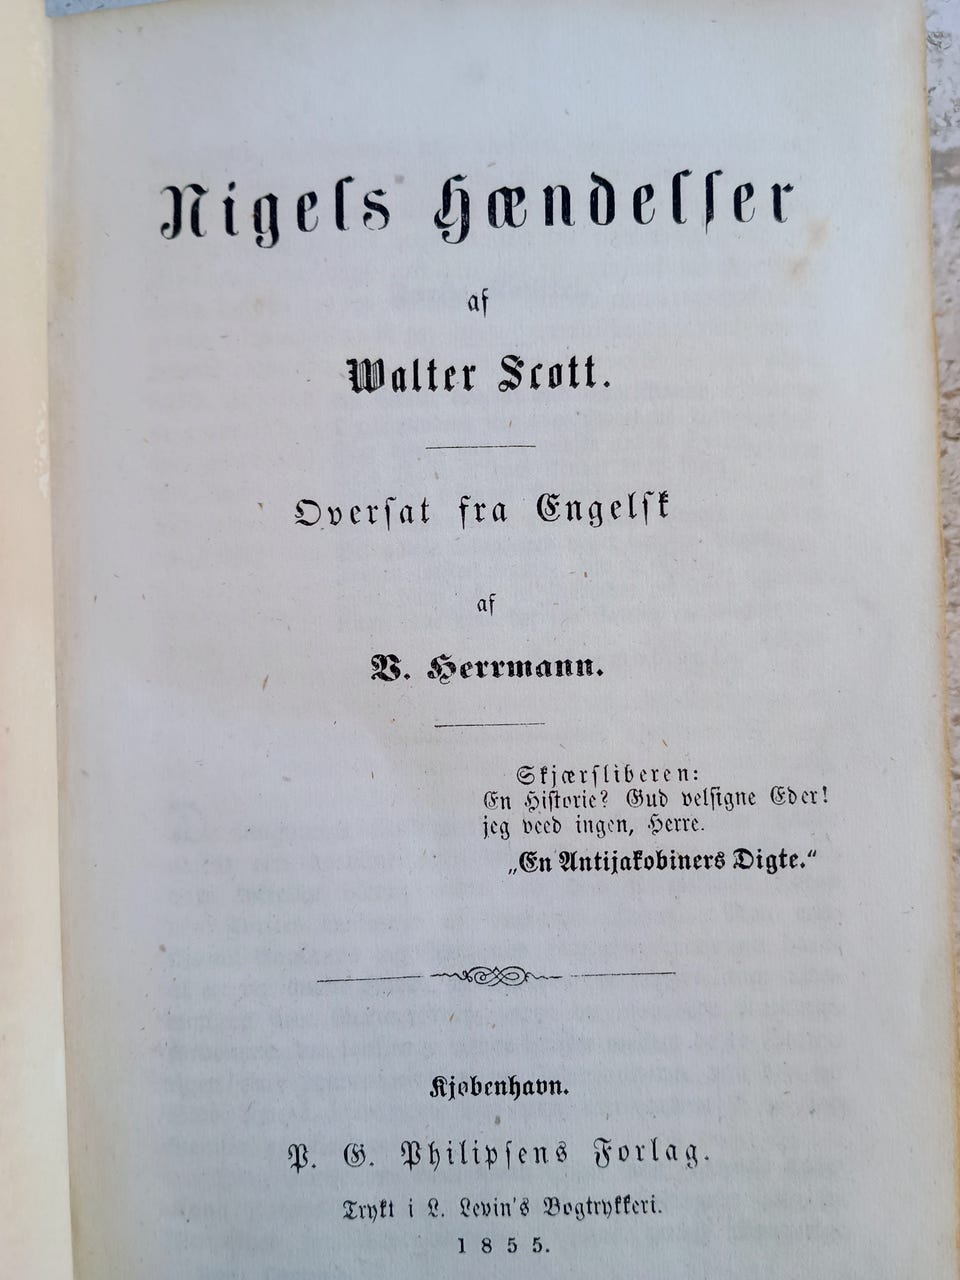 Nigels Hændelser
af
Walter Scott.
Oversat fra Engelsk
af
V. Herrmann.
Skjærsliberen:
En Historie? Gud velsigne Eder!
jeg veed ingen, Herre.
„En Antijakobiners Digte.“
Kjøbenhavn.
P. G. Philipsens Forlag.
Trykt i L. Levin's Bogtrykkeri.
1855.